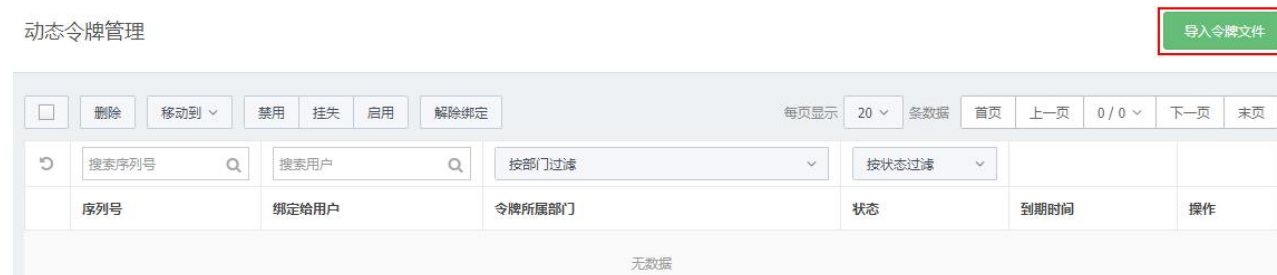 动态令牌管理
导入令牌文件
删除 移动到 禁用 挂失 启用 解除绑定 每页显示 20 条数据 首页 上一页 0 / 0 下一页 末页
搜索序列号 搜索用户 按部门过滤 按状态过滤
序列号 绑定给用户 令牌所属部门 状态 到期时间 操作
无数据